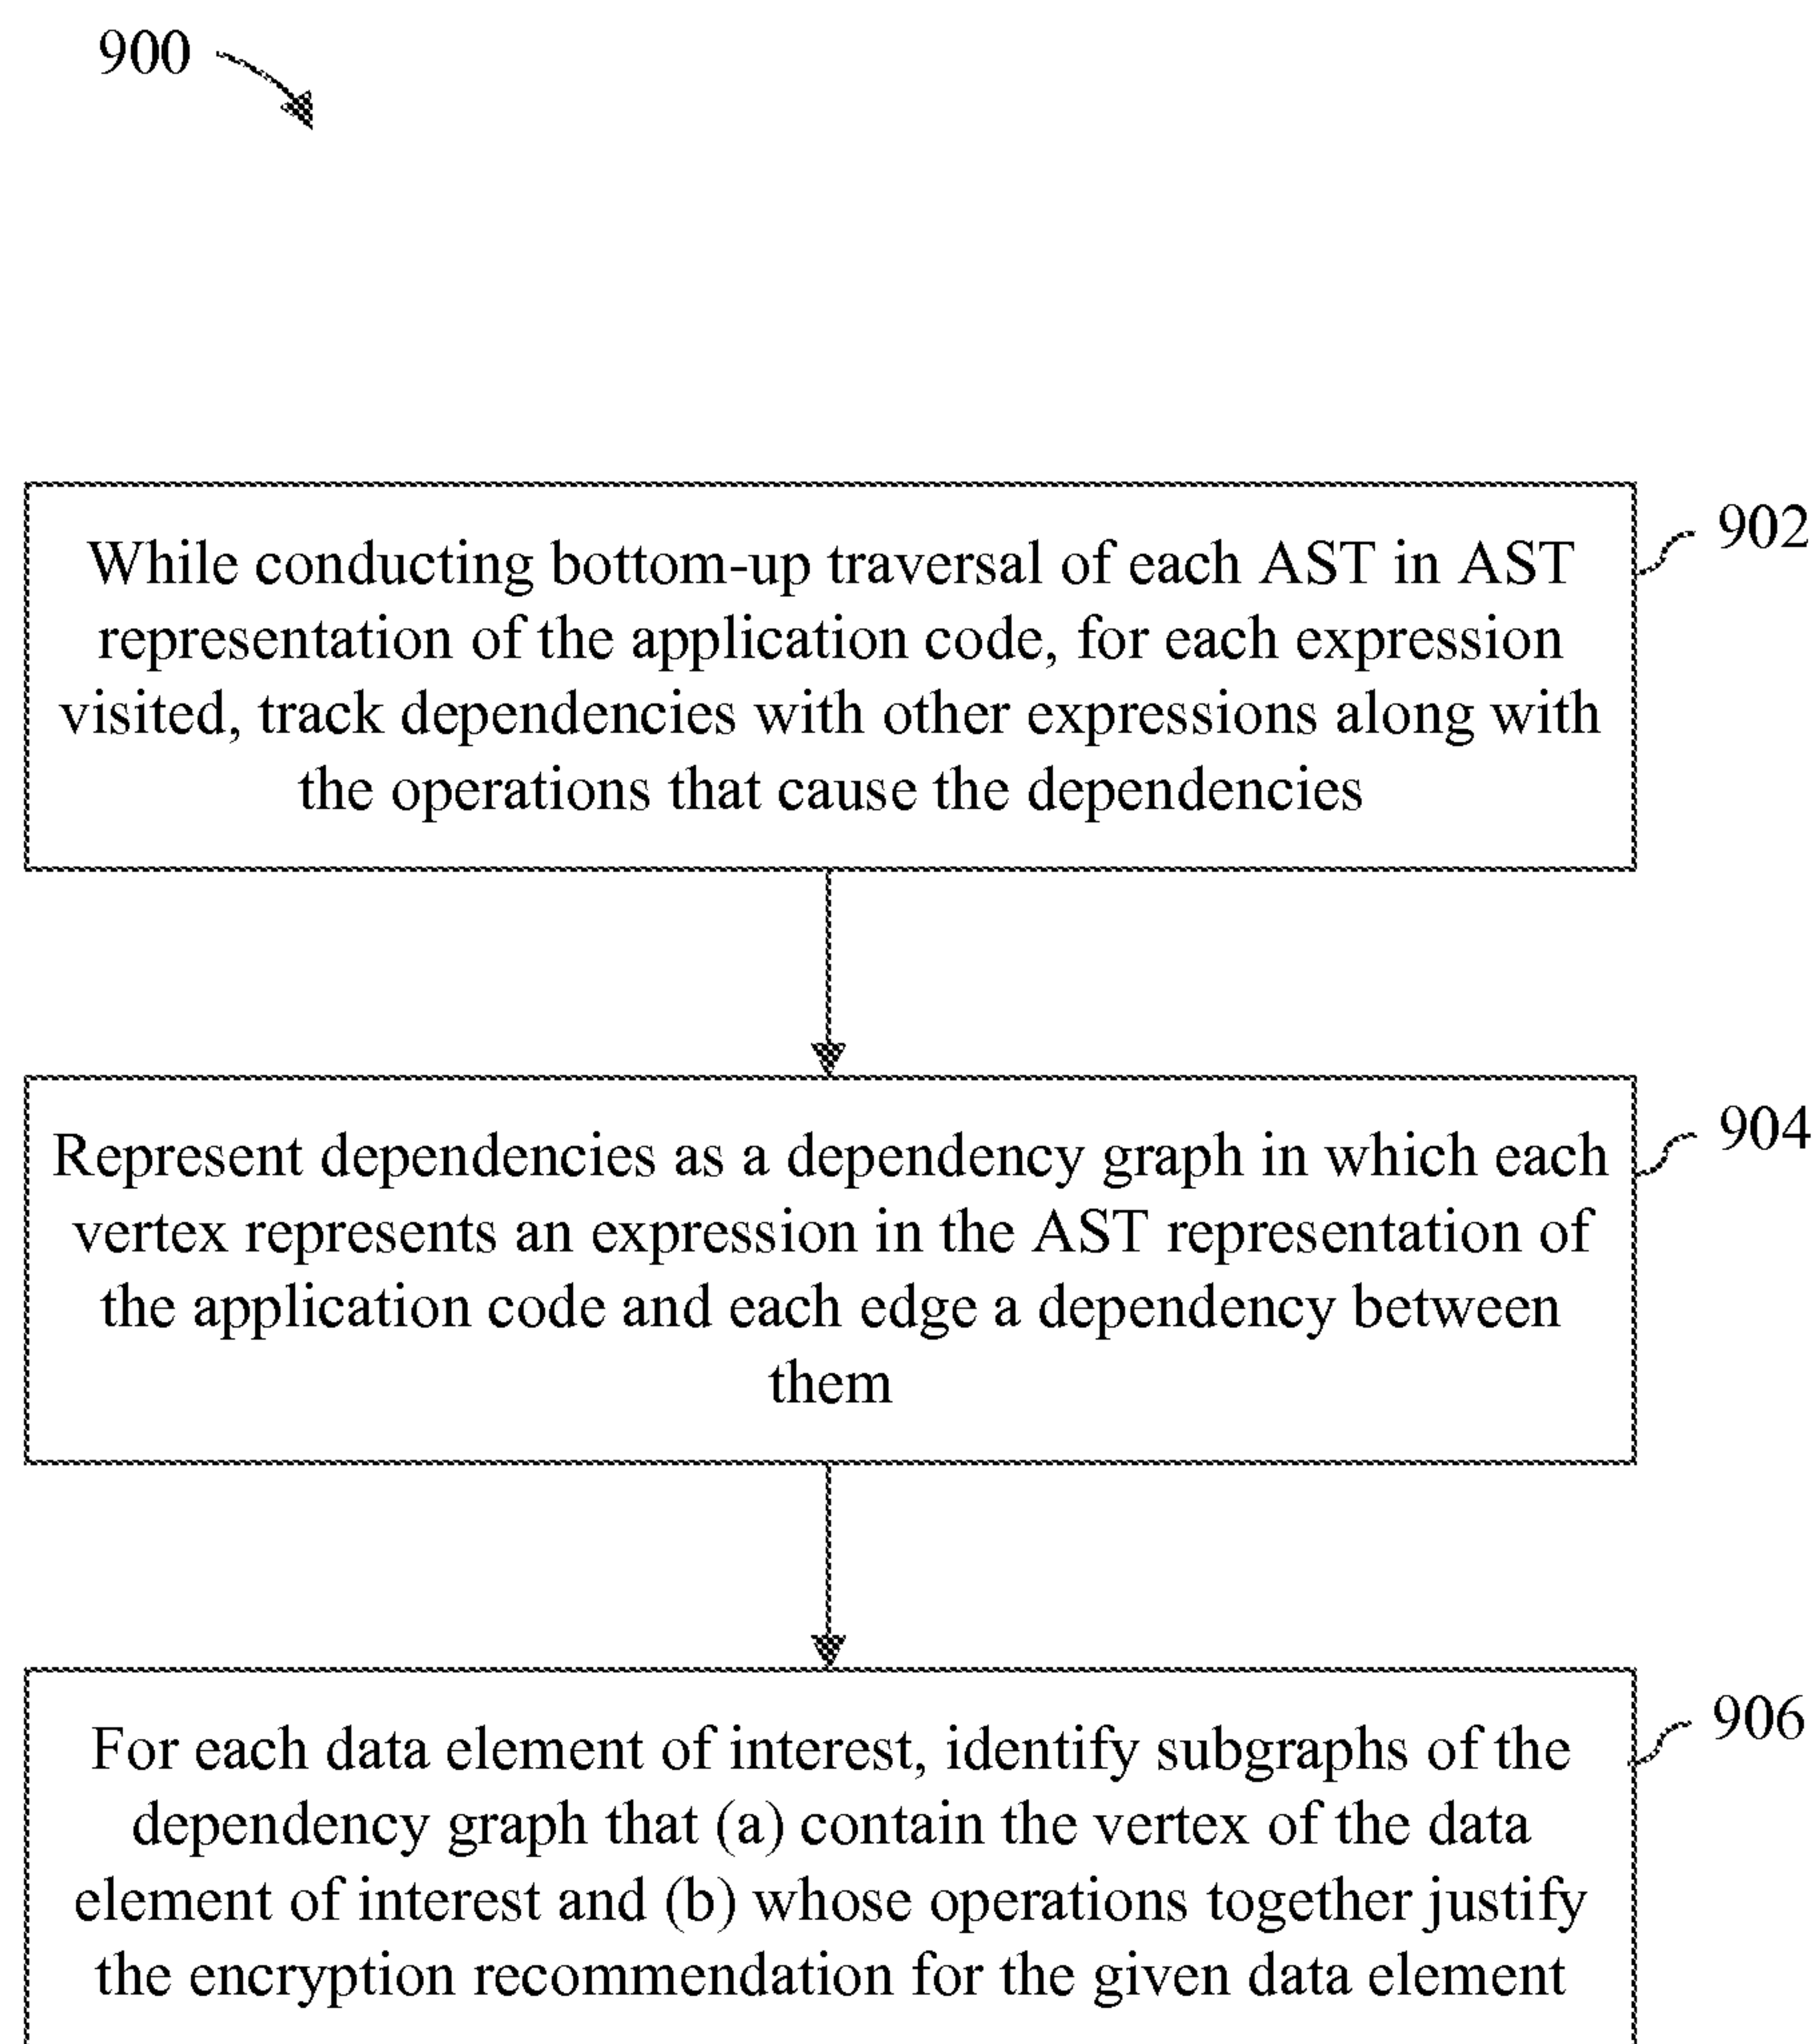 900
902
While conducting bottom-up traversal of each AST in AST
representation of the application code, for each expression
visited, track dependencies with other expressions along with
the operations that cause the dependencies
904
Represent dependencies as a dependency graph in which each
vertex represents an expression in the AST representation of
the application code and each edge a dependency between
them
906
For each data element of interest, identify subgraphs of the
dependency graph that (a) contain the vertex of the data
element of interest and (b) whose operations together justify
the encryption recommendation for the given data element